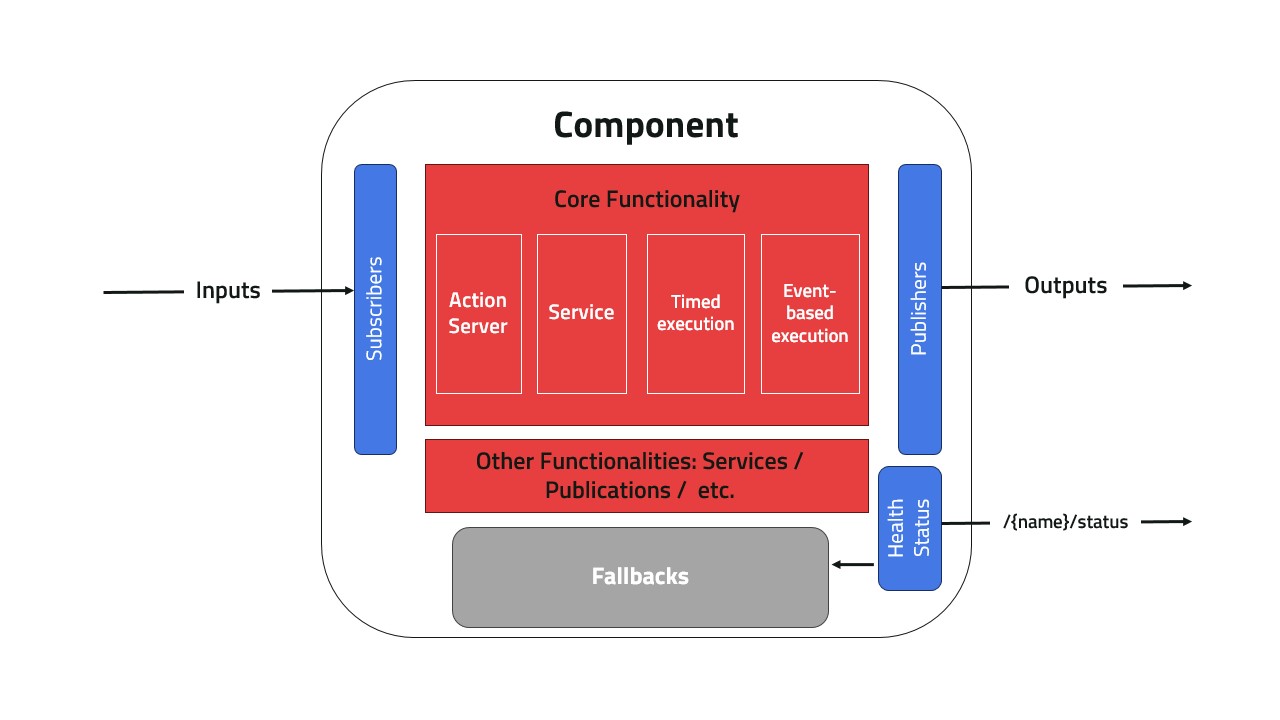 Component
Core Functionality
Inputs
Subscribers
Action
Server
Service
Timed
execution
Event-
based
execution
Publishers
Outputs
Other Functionalities: Services /
Publications / etc.
Health
Status
/{name}/status
Fallbacks